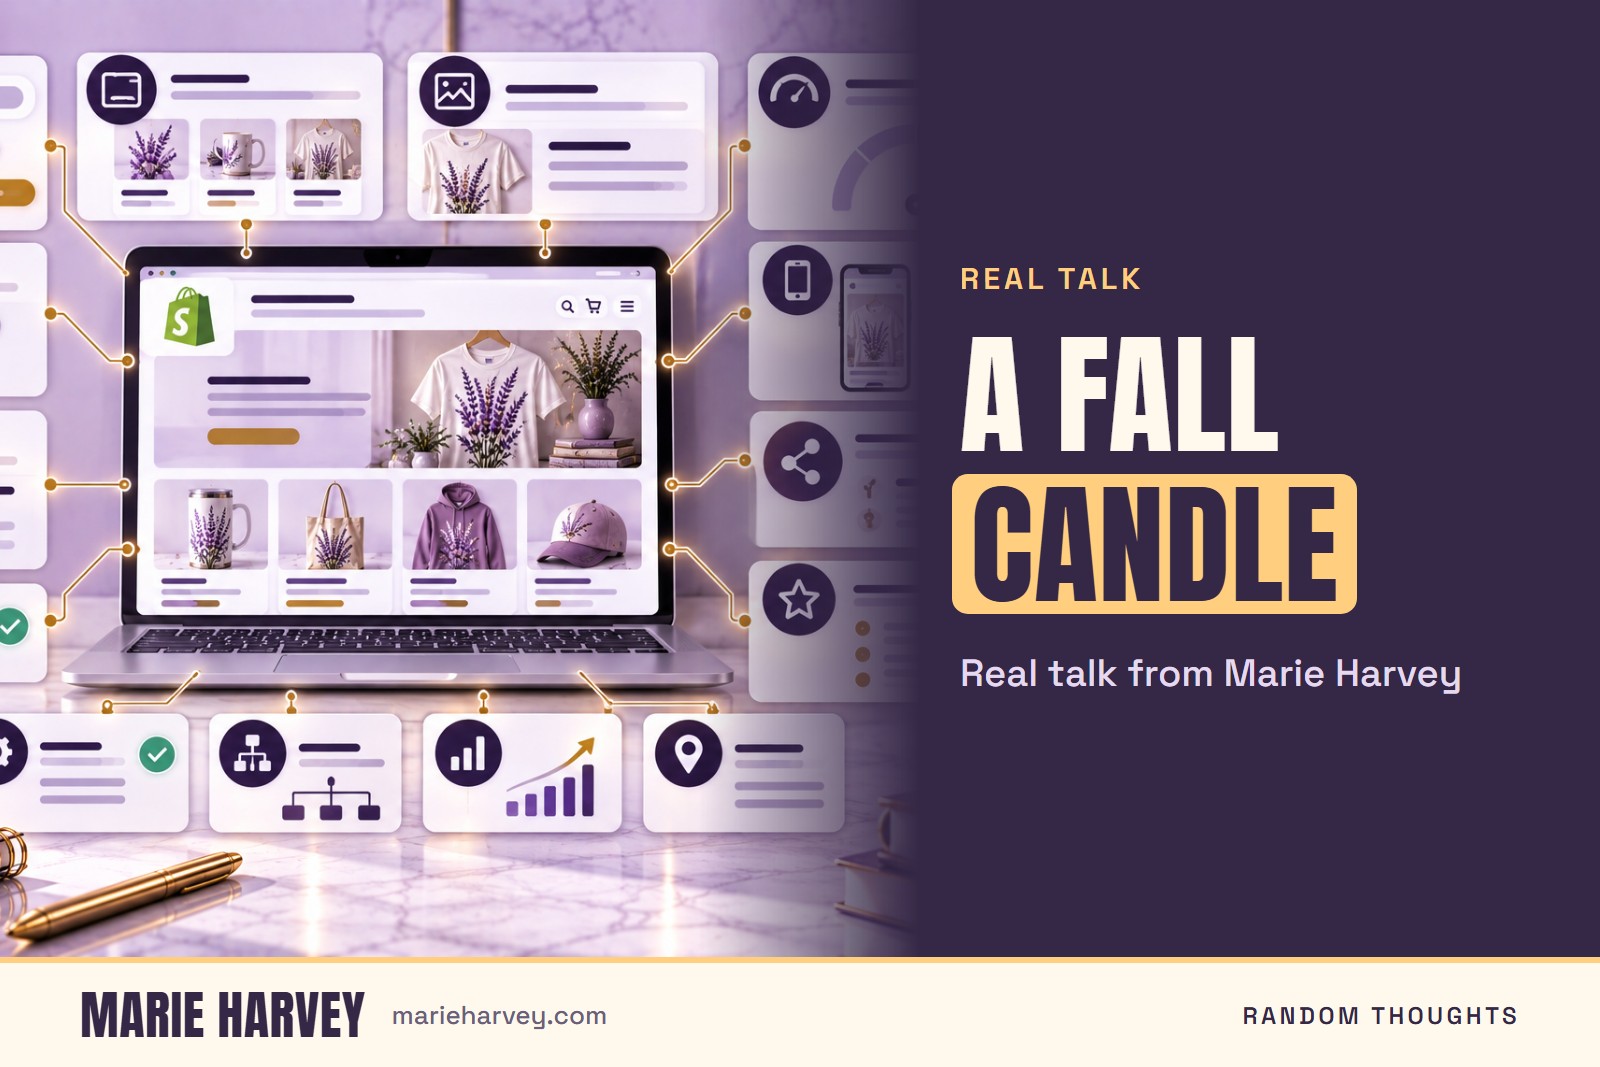 REAL TALK
A FALL
CANDLE
Real talk from Marie Harvey
MARIE HARVEY
marieharvey.com
RANDOM THOUGHTS